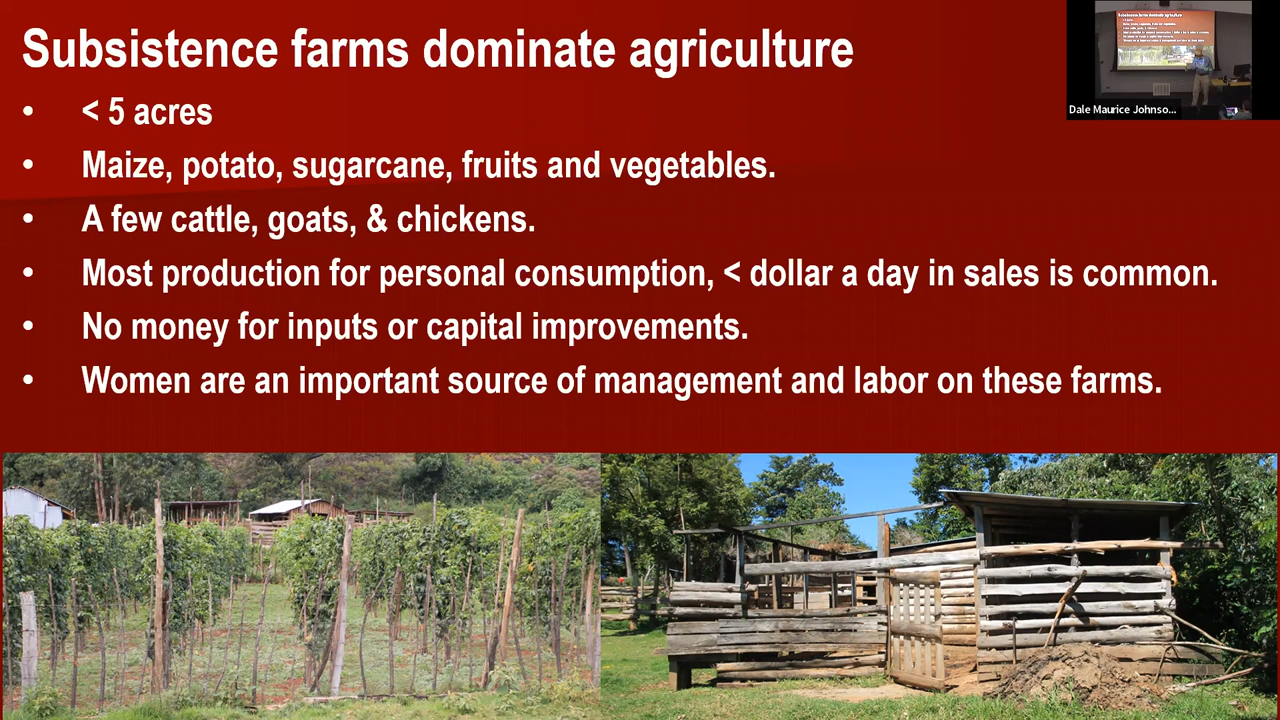 Subsistence farms dominate agriculture
• < 5 acres
• Maize, potato, sugarcane, fruits and vegetables.
• A few cattle, goats, & chickens.
• Most production for personal consumption, < dollar a day in sales is common.
• No money for inputs or capital improvements.
• Women are an important source of management and labor on these farms.
Dale Maurice Johnso...